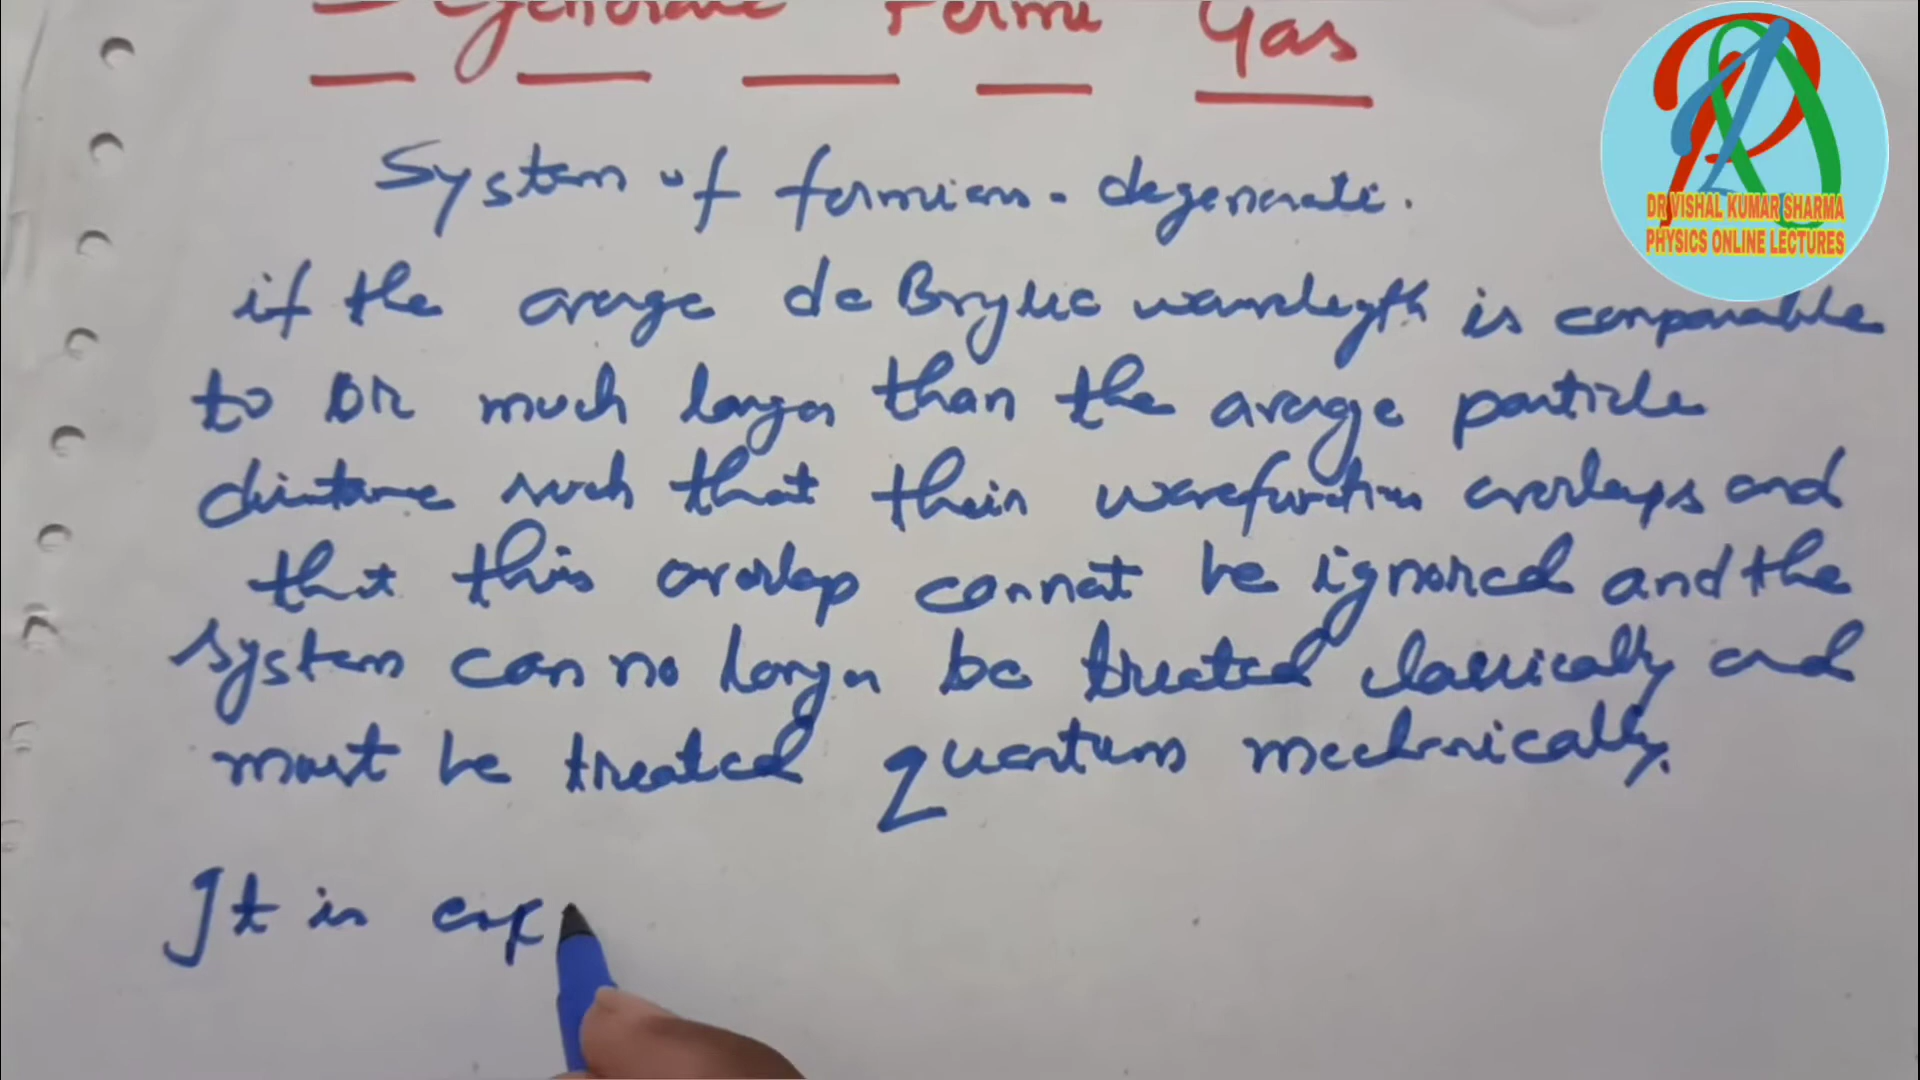 Degenerate Fermi Gas
System of fermions - degenerate.
if the average de Broglie wavelength is comparable
to OR much larger than the average particle
distance such that their wavefunction overlaps and
that this overlap cannot be ignored and the
system can no longer be treated classically and
must be treated quantum mechanically.
It is exp
DR VISHAL KUMAR SHARMA
PHYSICS ONLINE LECTURES